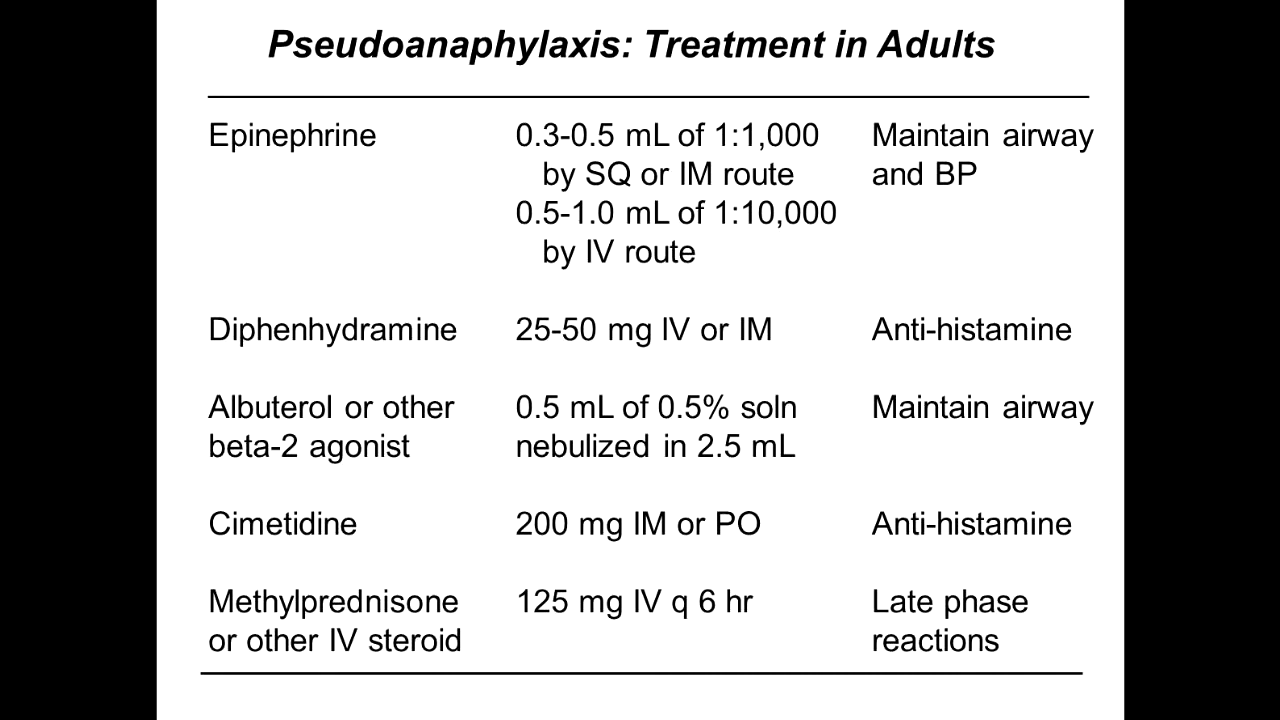 Pseudoanaphylaxis: Treatment in Adults
Epinephrine 0.3-0.5 mL of 1:1,000 Maintain airway
by SQ or IM route and BP
0.5-1.0 mL of 1:10,000
by IV route
Diphenhydramine 25-50 mg IV or IM Anti-histamine
Albuterol or other 0.5 mL of 0.5% soln Maintain airway
beta-2 agonist nebulized in 2.5 mL
Cimetidine 200 mg IM or PO Anti-histamine
Methylprednisone 125 mg IV q 6 hr Late phase
or other IV steroid reactions